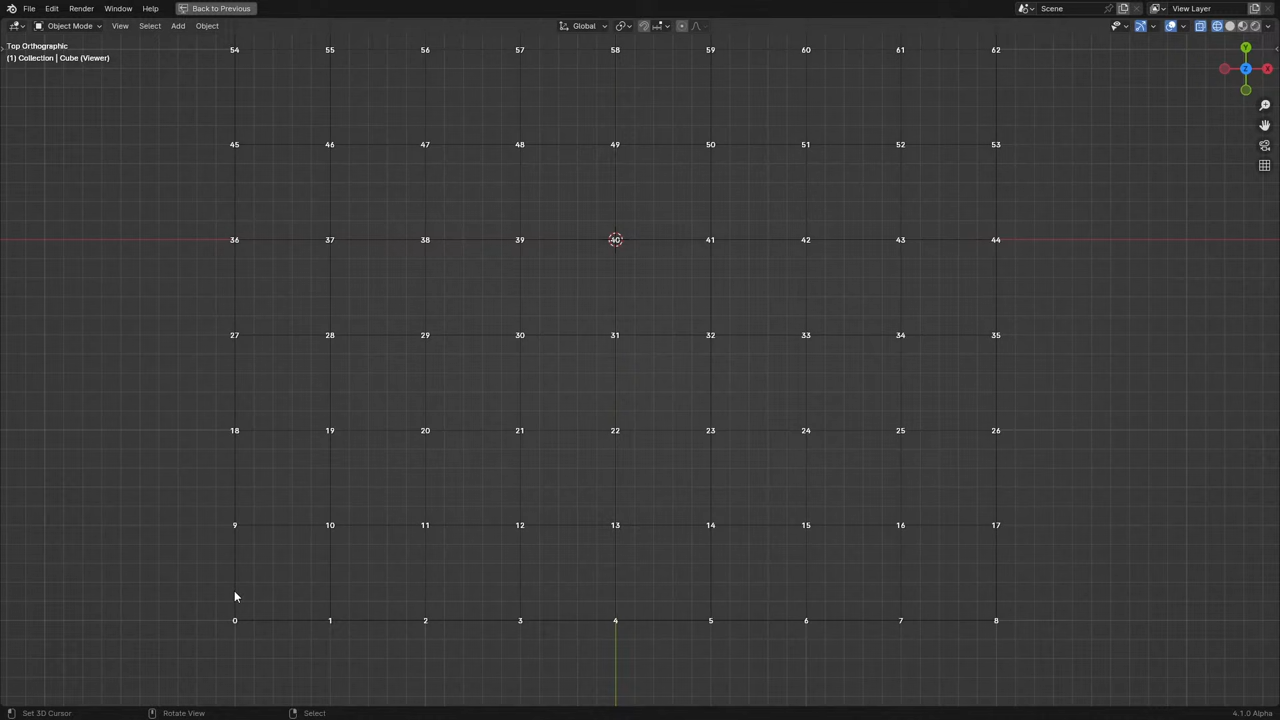 File Edit Render Window Help Back to Previous Scene View Layer
Object Mode View Select Add Object Global
Top Orthographic
(1) Collection | Cube (Viewer)
54 55 56 57 58 59 60 61 62
Y
Z X
45 46 47 48 49 50 51 52 53
36 37 38 39 40 41 42 43 44
27 28 29 30 31 32 33 34 35
18 19 20 21 22 23 24 25 26
9 10 11 12 13 14 15 16 17
0 1 2 3 4 5 6 7 8
Set 3D Cursor Rotate View Select 4.1.0 Alpha